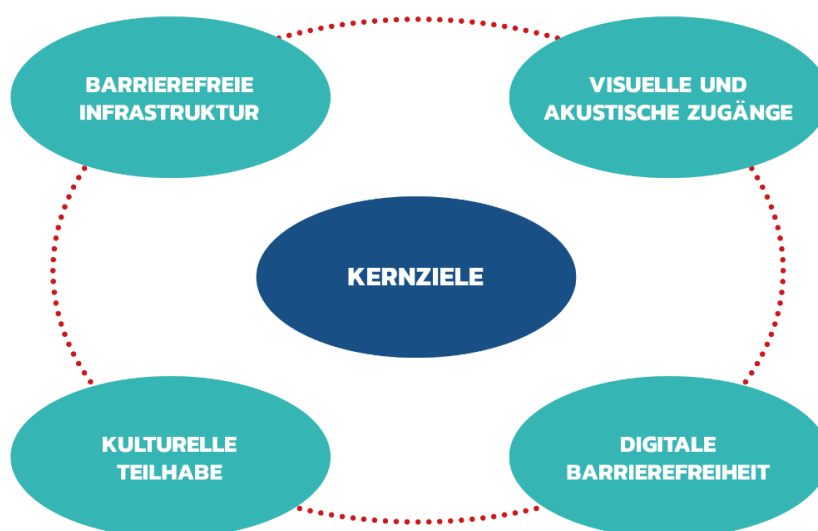 BARRIEREFREIE
INFRASTRUKTUR
VISUELLE UND
AKUSTISCHE ZUGÄNGE
KERNZIELE
KULTURELLE
TEILHABE
DIGITALE
BARRIEREFREIHEIT